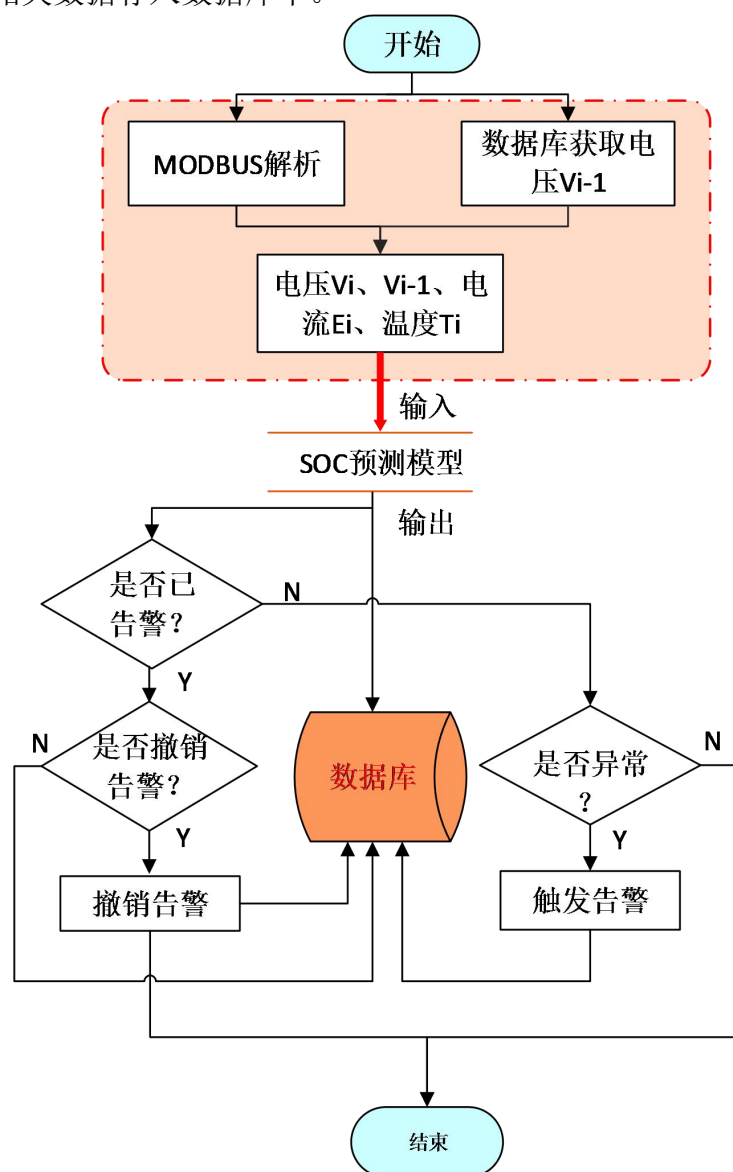 开始
MODBUS解析
数据库获取电
压Vi-1
电压Vi、Vi-1、电
流Ei、温度Ti
输入
SOC预测模型
输出
是否已
告警？
N
Y
是否撤销
告警？
N
Y
数据库
是否异常
？
N
Y
撤销告警
触发告警
结束